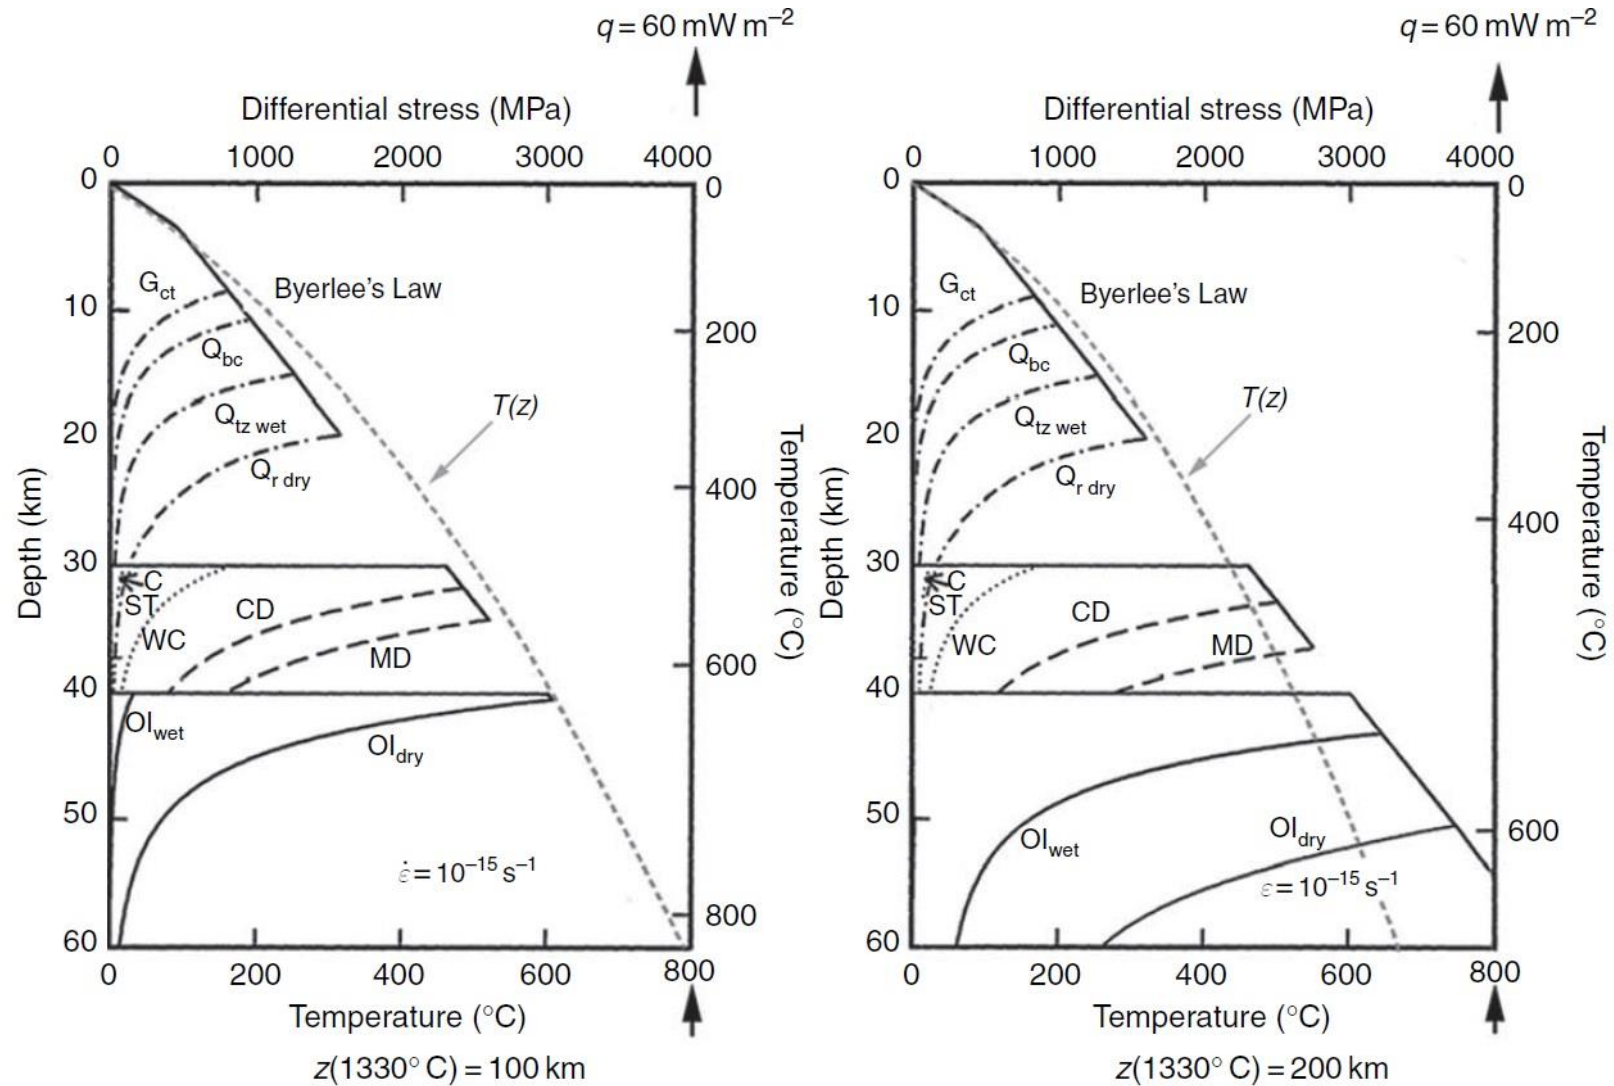 q = 60 mW m⁻²
Differential stress (MPa)
0 1000 2000 3000 4000
0 0
G_ct
Byerlee's Law
10
200
Q_bc
T(z)
Q_tz wet
20
Q_r dry
400
Depth (km)
Temperature (°C)
30
C
ST
CD
WC
MD
600
40
Ol_wet
Ol_dry
50
ε̇ = 10⁻¹⁵ s⁻¹
800
60
0 200 400 600 800
Temperature (°C)
z(1330° C) = 100 km
q = 60 mW m⁻²
Differential stress (MPa)
0 1000 2000 3000 4000
0 0
G_ct
Byerlee's Law
10
200
Q_bc
T(z)
Q_tz wet
20
Q_r dry
400
Depth (km)
Temperature (°C)
30
C
ST
CD
WC
MD
40
50
Ol_wet
Ol_dry
600
ε = 10⁻¹⁵ s⁻¹
60
0 200 400 600 800
Temperature (°C)
z(1330° C) = 200 km